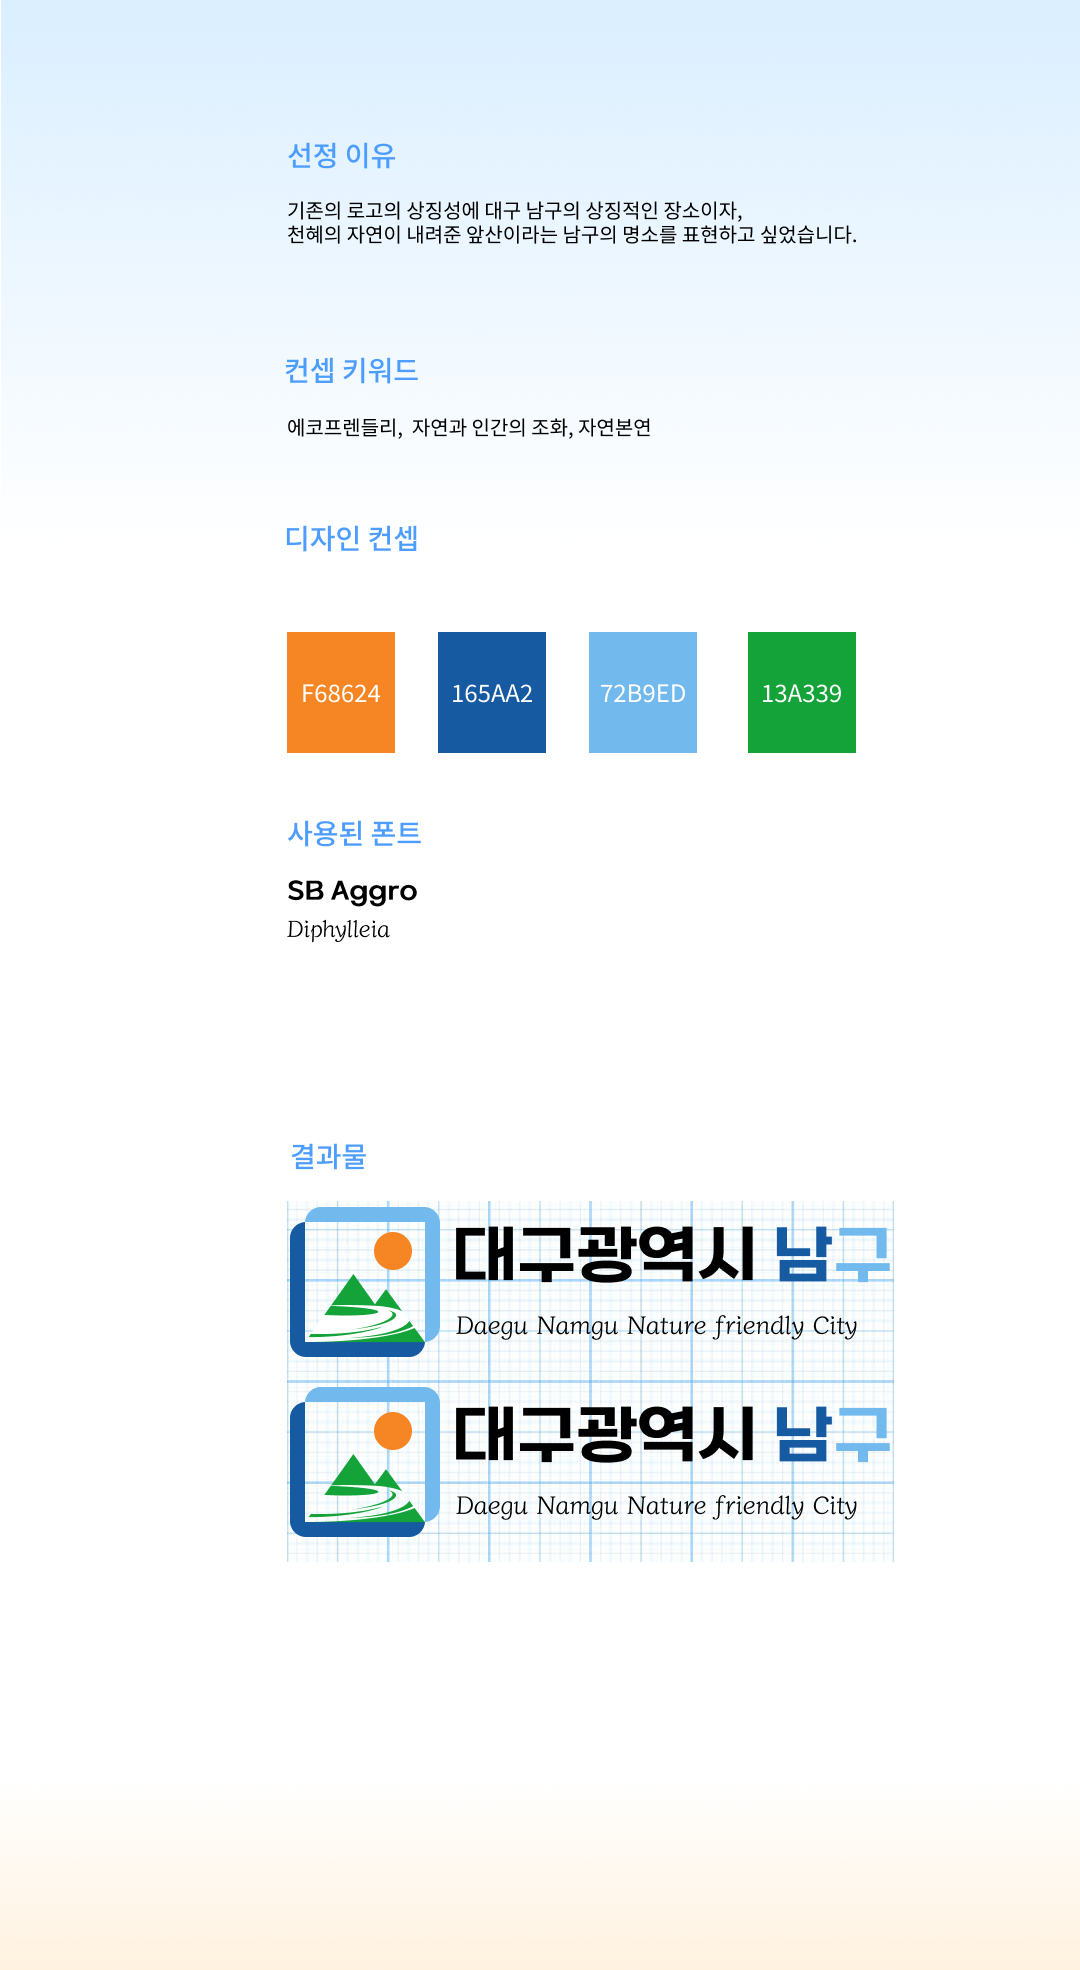 선정 이유
기존의 로고의 상징성에 대구 남구의 상징적인 장소이자,
천혜의 자연이 내려준 앞산이라는 남구의 명소를 표현하고 싶었습니다.
컨셉 키워드
에코프렌들리,  자연과 인간의 조화, 자연본연
디자인 컨셉
F68624 165AA2 72B9ED 13A339
사용된 폰트
SB Aggro
Diphylleia
결과물
대구광역시 남구
Daegu Namgu Nature friendly City
대구광역시 남구
Daegu Namgu Nature friendly City